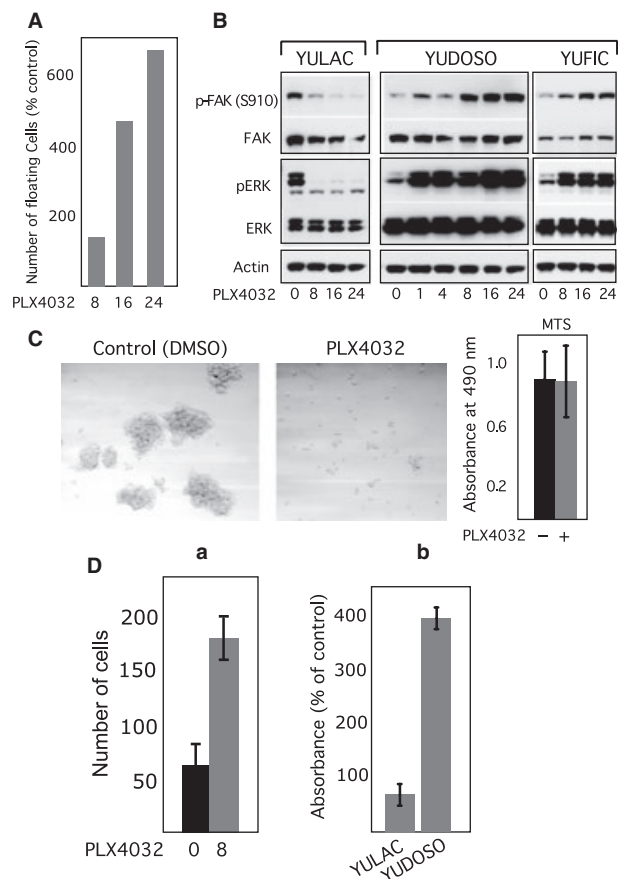 A
Number of floating Cells (% control)
600
400
200
PLX4032 8 16 24
B
YULAC YUDOSO YUFIC
p-FAK (S910)
FAK
pERK
ERK
Actin
PLX4032 0 8 16 24 0 1 4 8 16 24 0 8 16 24
C
Control (DMSO) PLX4032
MTS
Absorbance at 490 nm
1.0
0.6
0.2
PLX4032 – +
D
a
Number of cells
200
150
100
50
PLX4032 0 8
b
Absorbance (% of control)
400
300
200
100
YULAC
YUDOSO